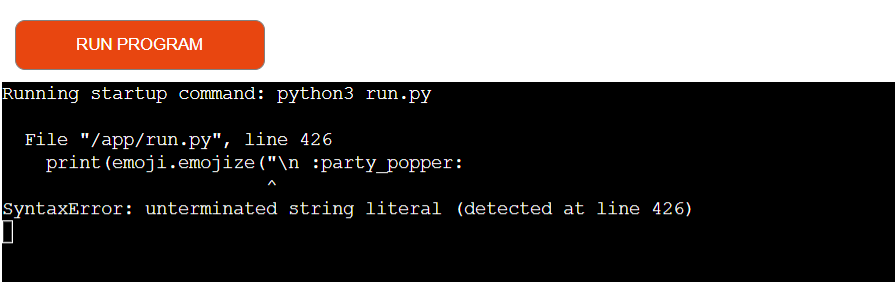 RUN PROGRAM
Running startup command: python3 run.py
File "/app/run.py", line 426
print(emoji.emojize("\n :party_popper:
^
SyntaxError: unterminated string literal (detected at line 426)